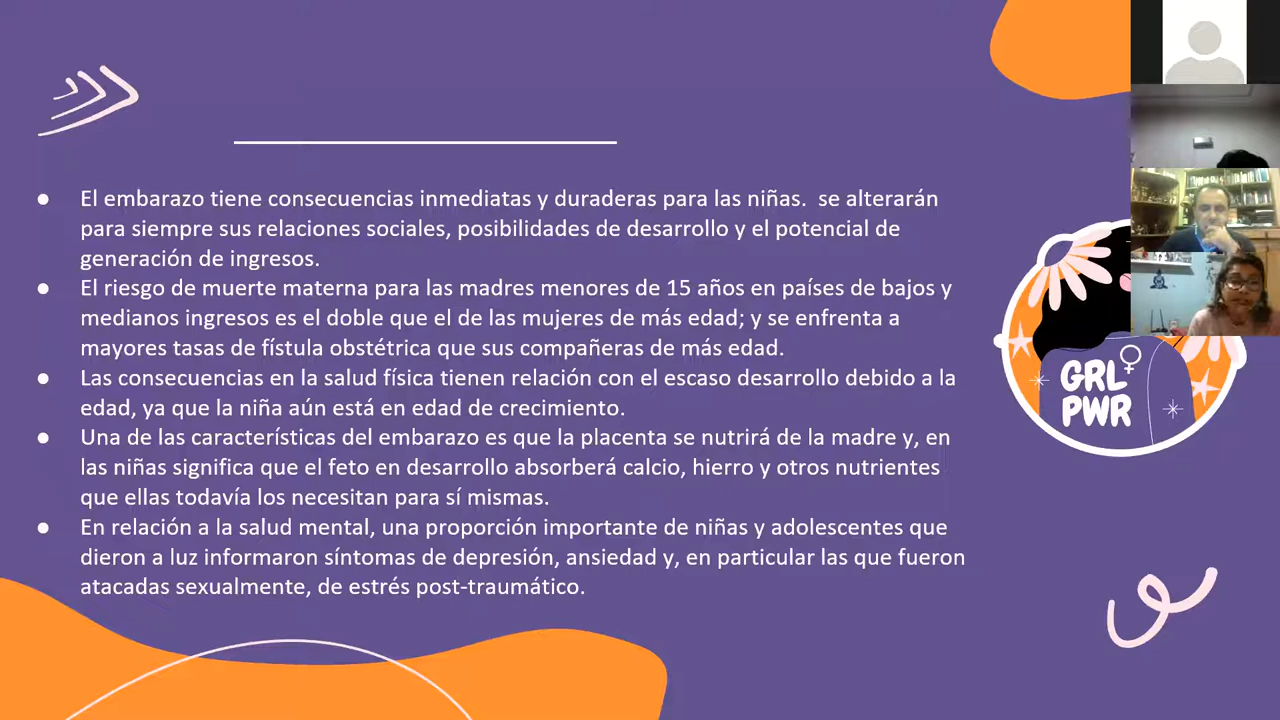 ● El embarazo tiene consecuencias inmediatas y duraderas para las niñas.  se alterarán
para siempre sus relaciones sociales, posibilidades de desarrollo y el potencial de
generación de ingresos.
● El riesgo de muerte materna para las madres menores de 15 años en países de bajos y
medianos ingresos es el doble que el de las mujeres de más edad; y se enfrenta a
mayores tasas de fístula obstétrica que sus compañeras de más edad.
● Las consecuencias en la salud física tienen relación con el escaso desarrollo debido a la
edad, ya que la niña aún está en edad de crecimiento.
● Una de las características del embarazo es que la placenta se nutrirá de la madre y, en
las niñas significa que el feto en desarrollo absorberá calcio, hierro y otros nutrientes
que ellas todavía los necesitan para sí mismas.
● En relación a la salud mental, una proporción importante de niñas y adolescentes que
dieron a luz informaron síntomas de depresión, ansiedad y, en particular las que fueron
atacadas sexualmente, de estrés post-traumático.
GRL
PWR